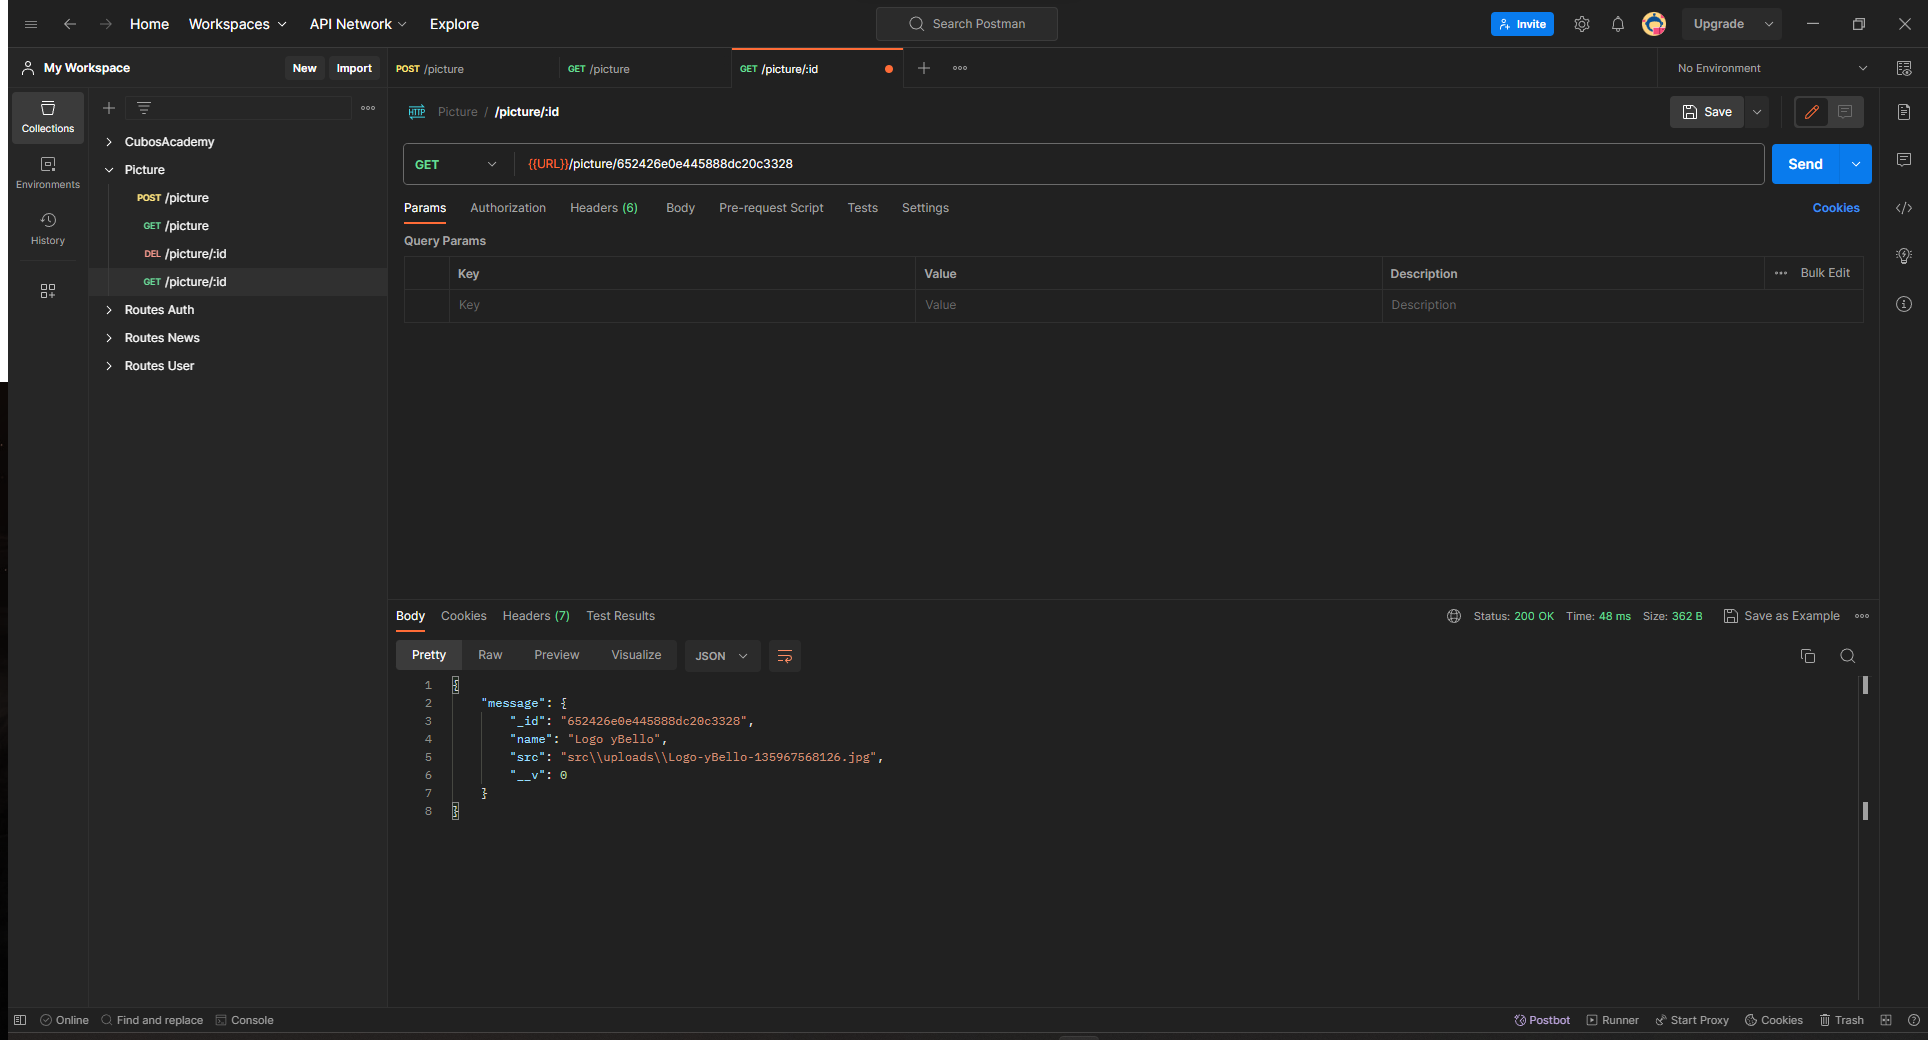 Home Workspaces API Network Explore Search Postman Invite Upgrade
My Workspace New Import POST /picture GET /picture GET /picture/:id No Environment
Collections
Environments
History
CubosAcademy
Picture
POST /picture
GET /picture
DEL /picture/:id
GET /picture/:id
Routes Auth
Routes News
Routes User
HTTP Picture / /picture/:id Save
GET {{URL}}/picture/652426e0e445888dc20c3328 Send
Params Authorization Headers (6) Body Pre-request Script Tests Settings Cookies
Query Params
Key Value Description Bulk Edit
Key Value Description
Body Cookies Headers (7) Test Results Status: 200 OK Time: 48 ms Size: 362 B Save as Example
Pretty Raw Preview Visualize JSON
1 {
2 "message": {
3 "_id": "652426e0e445888dc20c3328",
4 "name": "Logo yBello",
5 "src": "src\\uploads\\Logo-yBello-135967568126.jpg",
6 "__v": 0
7 }
8 }
Online Find and replace Console Postbot Runner Start Proxy Cookies Trash